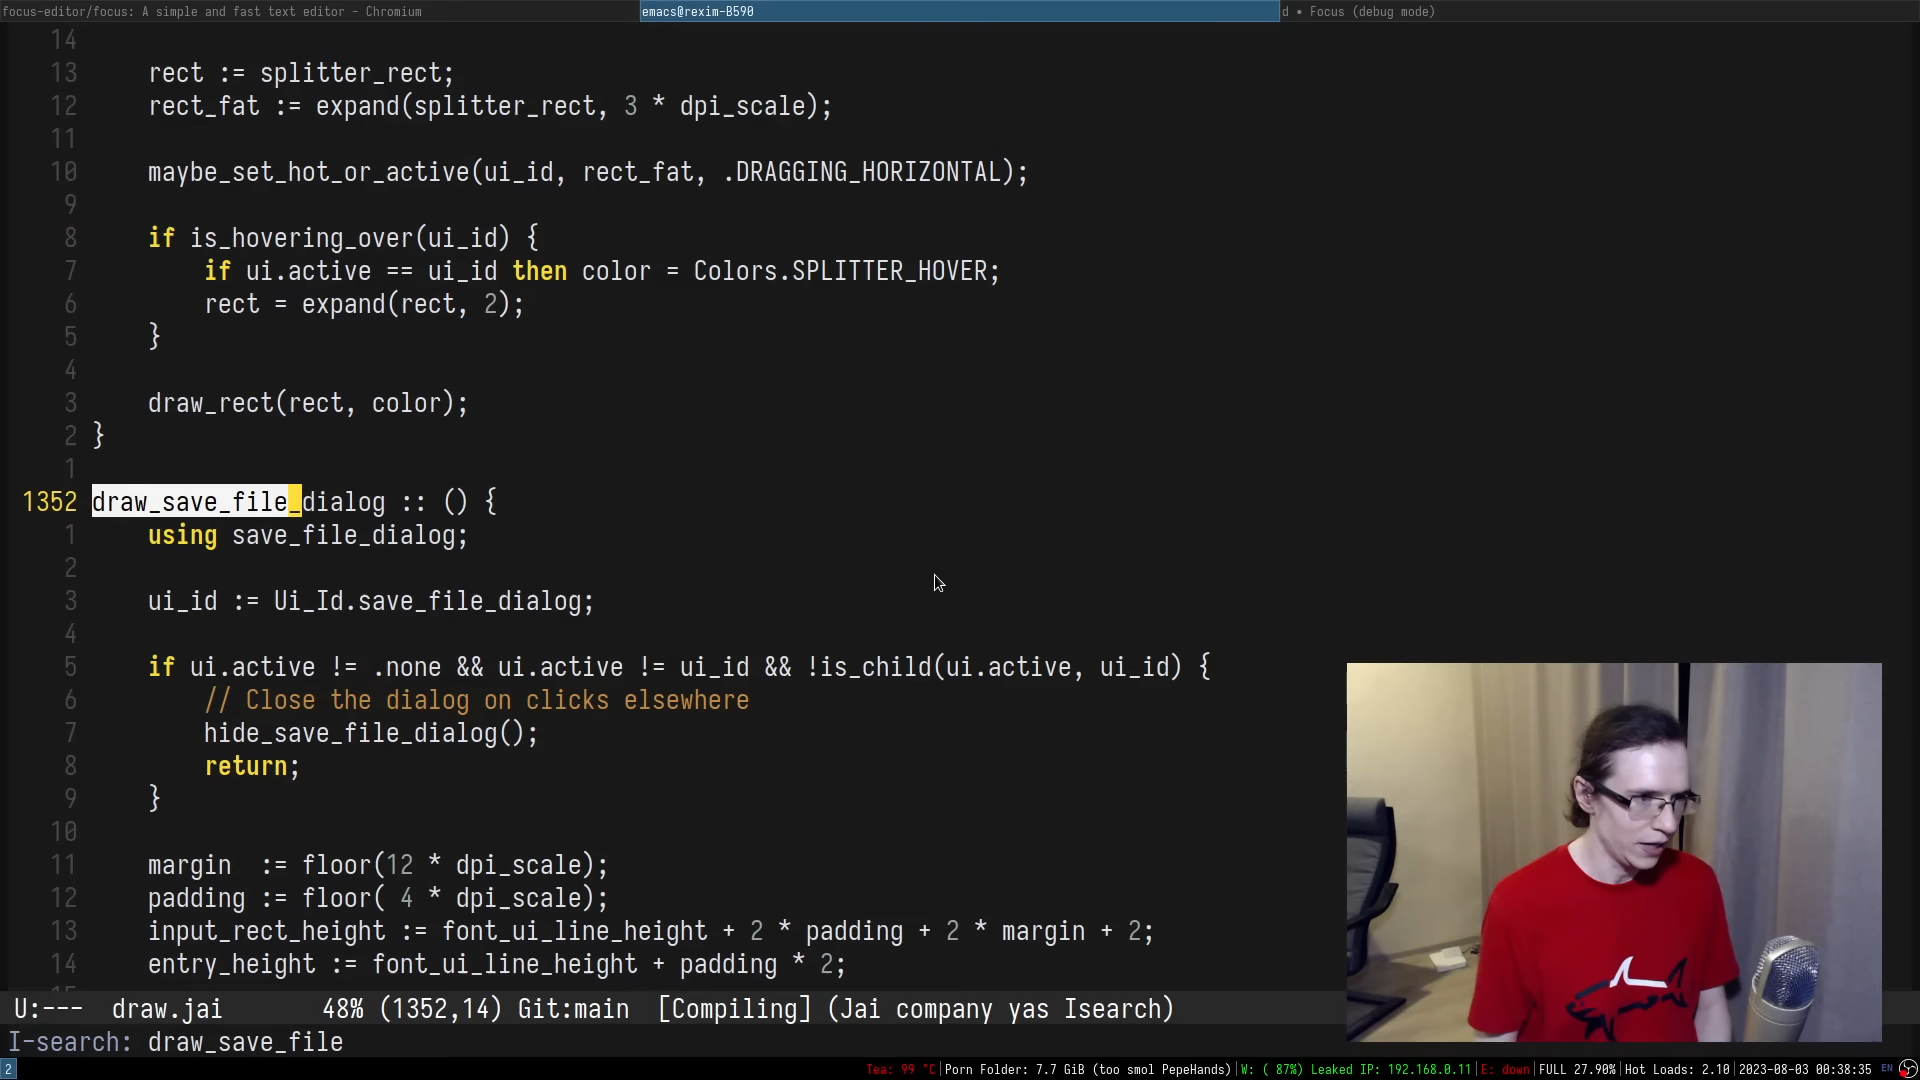 focus-editor/focus: A simple and fast text editor - Chromium
emacs@rexim-B590
d • Focus (debug mode)
14
13 rect := splitter_rect;
12 rect_fat := expand(splitter_rect, 3 * dpi_scale);
11
10 maybe_set_hot_or_active(ui_id, rect_fat, .DRAGGING_HORIZONTAL);
9
8 if is_hovering_over(ui_id) {
7 if ui.active == ui_id then color = Colors.SPLITTER_HOVER;
6 rect = expand(rect, 2);
5 }
4
3 draw_rect(rect, color);
2 }
1
1352 draw_save_file_dialog :: () {
1 using save_file_dialog;
2
3 ui_id := Ui_Id.save_file_dialog;
4
5 if ui.active != .none && ui.active != ui_id && !is_child(ui.active, ui_id) {
6 // Close the dialog on clicks elsewhere
7 hide_save_file_dialog();
8 return;
9 }
10
11 margin  := floor(12 * dpi_scale);
12 padding := floor( 4 * dpi_scale);
13 input_rect_height := font_ui_line_height + 2 * padding + 2 * margin + 2;
14 entry_height := font_ui_line_height + padding * 2;
U:--- draw.jai 48% (1352,14) Git:main [Compiling] (Jai company yas Isearch)
I-search: draw_save_file
2
Tea: 99 °C|Porn Folder: 7.7 GiB (too smol PepeHands)|W: ( 87%) Leaked IP: 192.168.0.11|E: down|FULL 27.90%|Hot Loads: 2.10|2023-08-03 00:38:35 EN